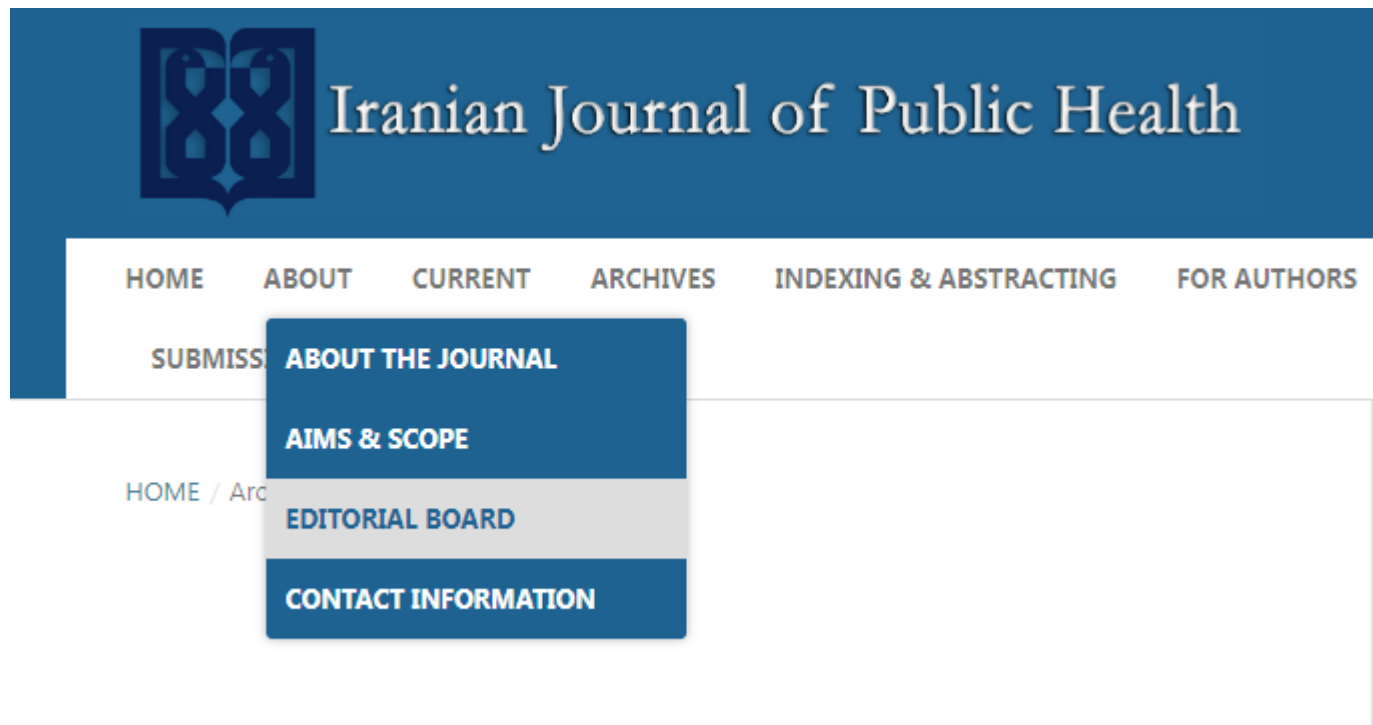 Iranian Journal of Public Health
HOME ABOUT CURRENT ARCHIVES INDEXING & ABSTRACTING FOR AUTHORS
SUBMISS
ABOUT THE JOURNAL
AIMS & SCOPE
HOME / Arc
EDITORIAL BOARD
CONTACT INFORMATION